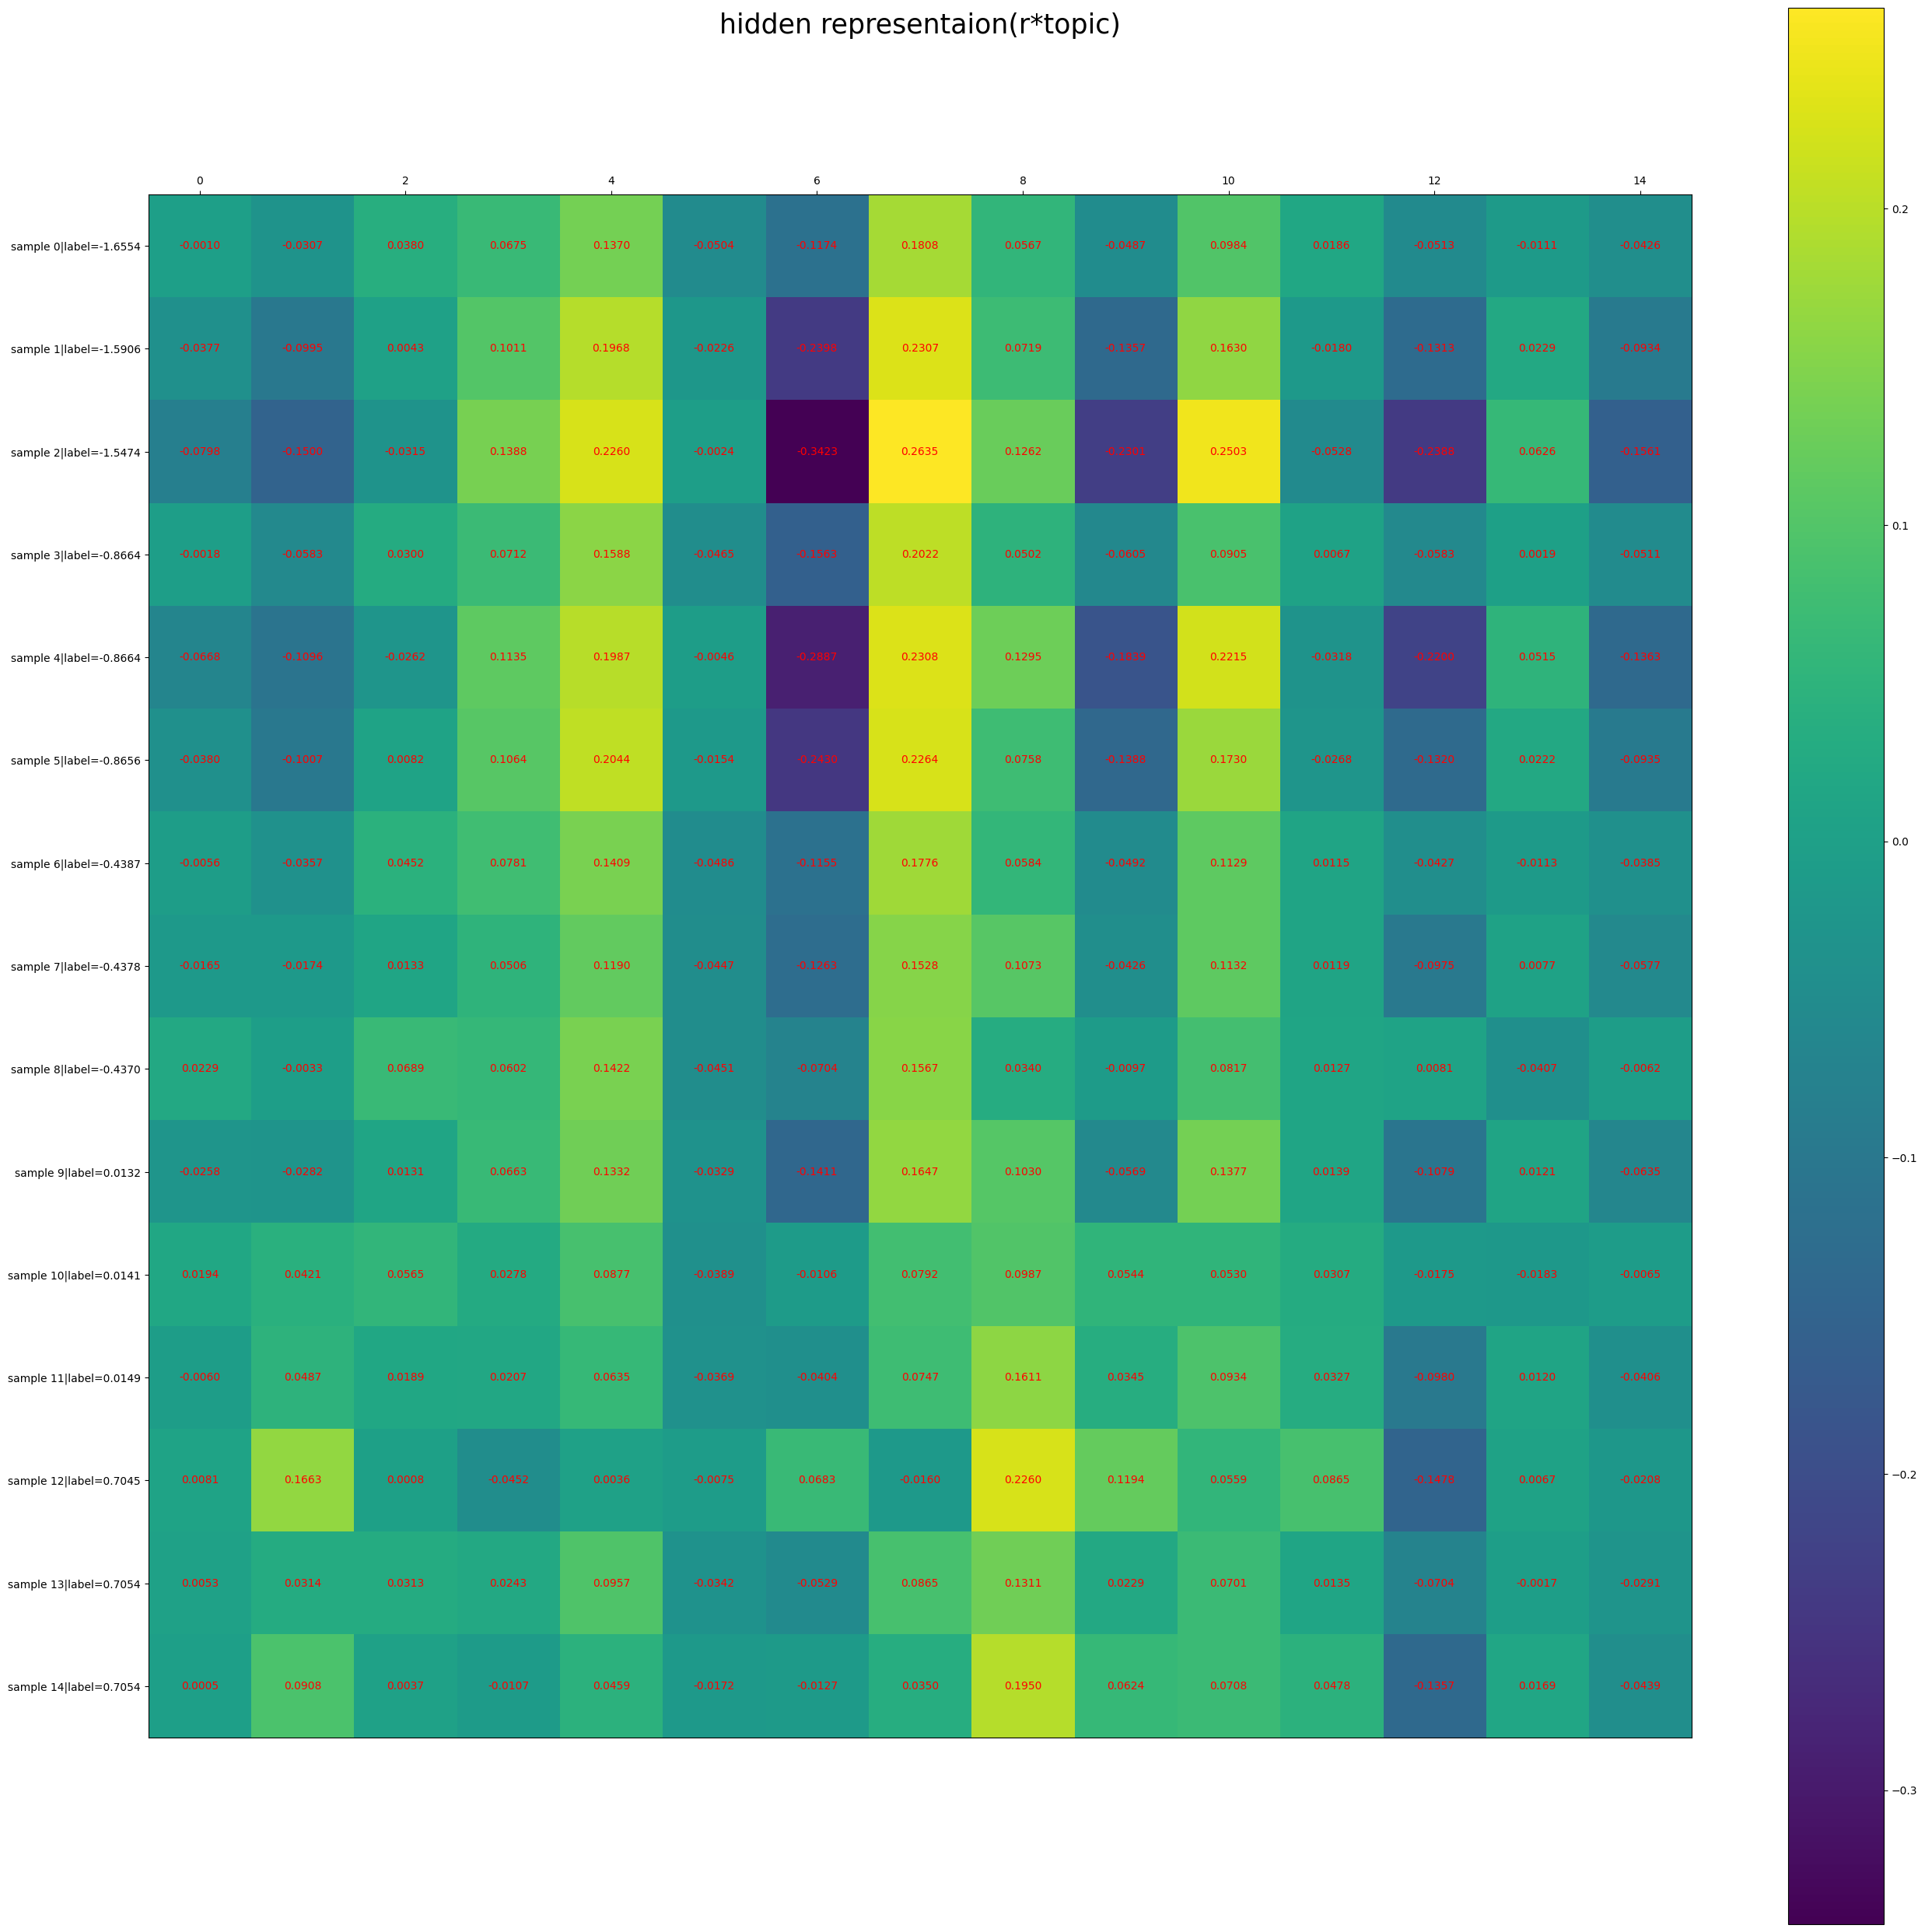 hidden representaion(r*topic)
0 2 4 6 8 10 12 14
sample 0|label=-1.6554 -0.0010 -0.0307 0.0380 0.0675 0.1370 -0.0504 -0.1174 0.1808 0.0567 -0.0487 0.0984 0.0186 -0.0513 -0.0111 -0.0426
sample 1|label=-1.5906 -0.0377 -0.0995 0.0043 0.1011 0.1968 -0.0226 0.2307 0.0719 -0.1357 0.1630 -0.0180 -0.1313 0.0229 -0.0934
sample 2|label=-1.5474 -0.0798 -0.1500 -0.0315 0.1388 0.2260 -0.0024 -0.3423 0.2635 0.1262 0.2503 -0.0528 0.0626
sample 3|label=-0.8664 -0.0018 -0.0583 0.0300 0.0712 0.1588 -0.0465 0.2022 0.0502 -0.0605 0.0905 0.0067 -0.0583 0.0019 -0.0511
sample 4|label=-0.8664 -0.0668 -0.1096 -0.0262 0.1135 0.1987 -0.0046 -0.2887 0.2308 0.1295 0.2215 -0.0318 0.0515 -0.1363
sample 5|label=-0.8656 -0.0380 -0.1007 0.0082 0.1064 0.2044 -0.0154 0.2264 0.0758 -0.1388 0.1730 -0.0268 -0.1320 0.0222 -0.0935
sample 6|label=-0.4387 -0.0056 -0.0357 0.0452 0.0781 0.1409 -0.0486 -0.1155 0.1776 0.0584 -0.0492 0.1129 0.0115 -0.0427 -0.0113 -0.0385
sample 7|label=-0.4378 -0.0165 -0.0174 0.0133 0.0506 0.1190 -0.0447 -0.1263 0.1528 0.1073 -0.0426 0.1132 0.0119 -0.0975 0.0077 -0.0577
sample 8|label=-0.4370 0.0229 -0.0033 0.0689 0.0602 0.1422 -0.0451 -0.0704 0.1567 0.0340 -0.0097 0.0817 0.0127 0.0081 -0.0407 -0.0062
sample 9|label=0.0132 -0.0258 -0.0282 0.0131 0.0663 0.1332 -0.0329 0.1647 0.1030 -0.0569 0.1377 0.0139 -0.1079 0.0121 -0.0635
sample 10|label=0.0141 0.0194 0.0421 0.0565 0.0278 0.0877 -0.0389 -0.0106 0.0792 0.0987 0.0544 0.0530 0.0307 -0.0175 -0.0183 -0.0065
sample 11|label=0.0149 -0.0060 0.0487 0.0189 0.0207 0.0635 -0.0369 -0.0404 0.0747 0.1611 0.0345 0.0934 0.0327 -0.0980 0.0120 -0.0406
sample 12|label=0.7045 0.0081 0.1663 0.0008 -0.0452 0.0036 -0.0075 0.0683 -0.0160 0.2260 0.1194 0.0559 0.0865 0.0067 -0.0208
sample 13|label=0.7054 0.0053 0.0314 0.0313 0.0243 0.0957 -0.0342 -0.0529 0.0865 0.1311 0.0229 0.0701 0.0135 -0.0704 -0.0017 -0.0291
sample 14|label=0.7054 0.0005 0.0908 0.0037 -0.0107 0.0459 -0.0172 -0.0127 0.0350 0.1950 0.0624 0.0708 0.0478 -0.1357 0.0169 -0.0439
0.2
0.1
0.0
−0.1
−0.2
−0.3